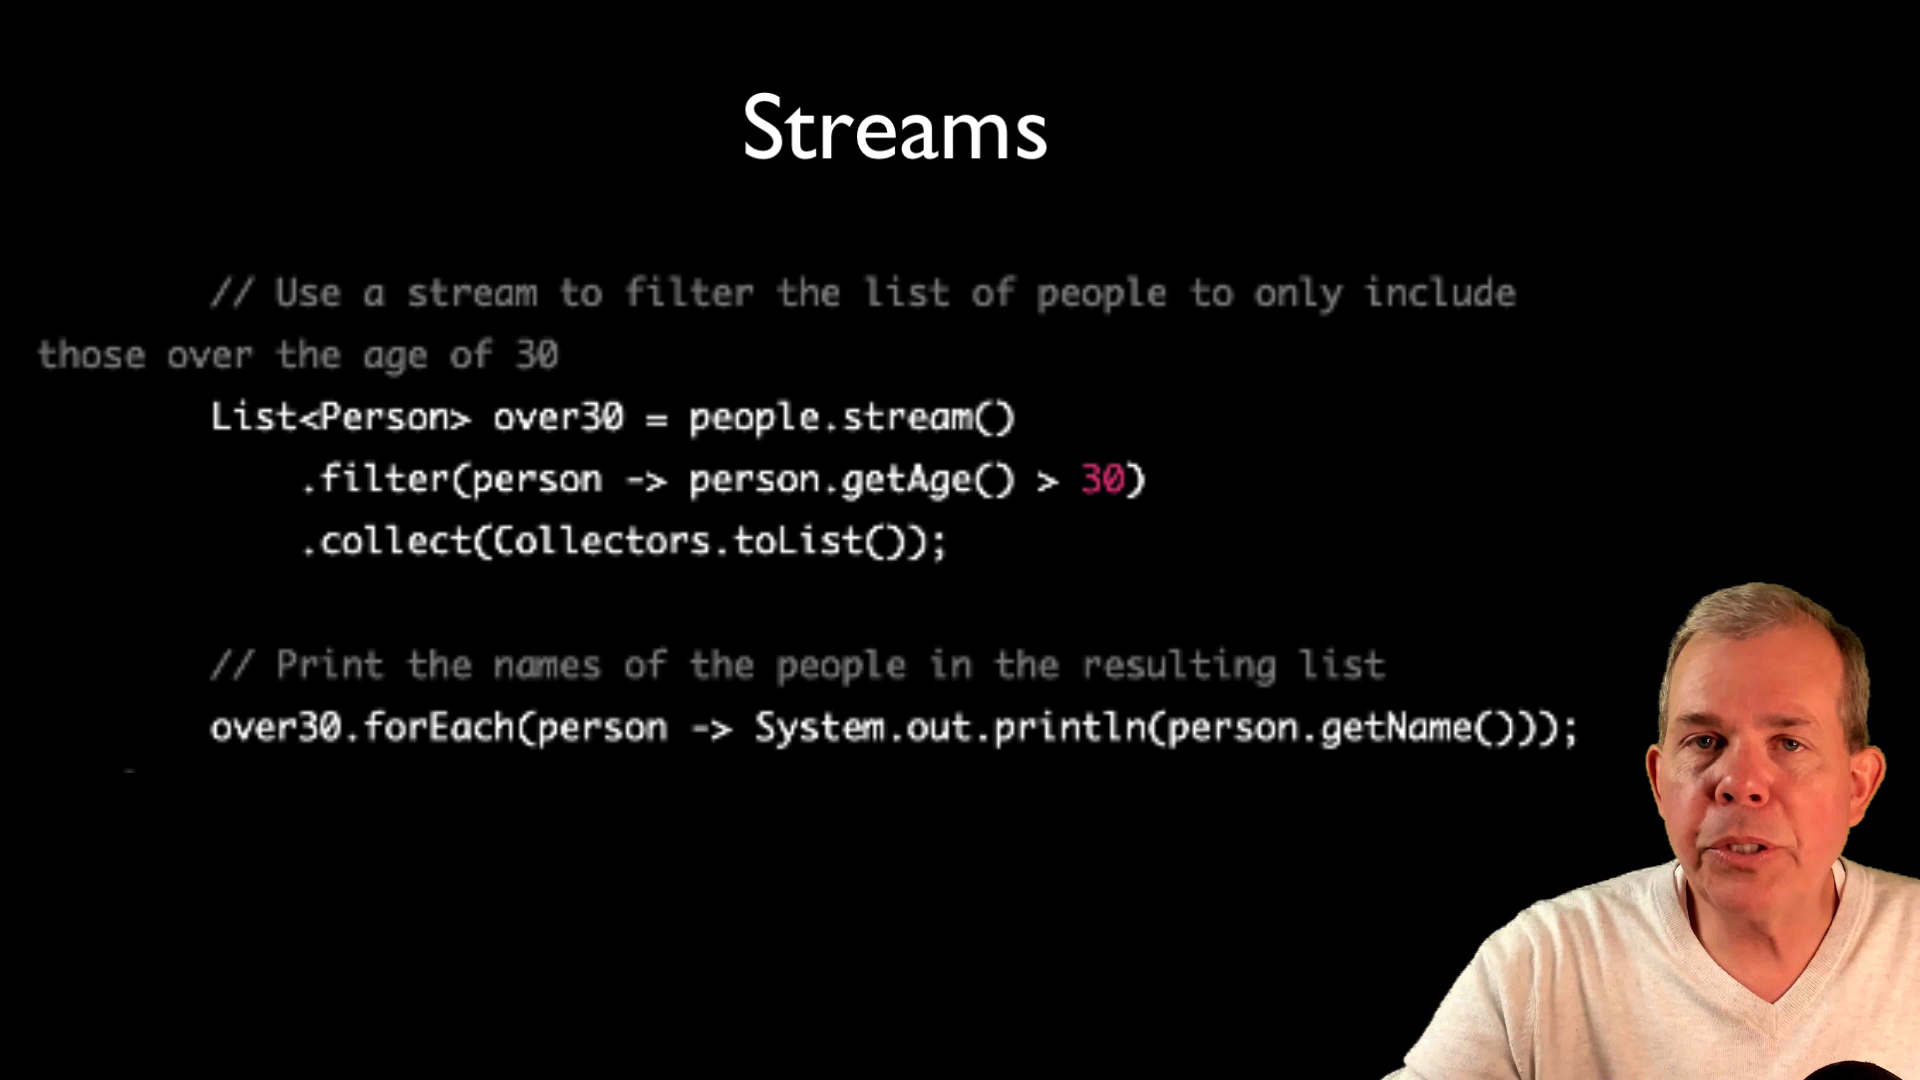 Streams
// Use a stream to filter the list of people to only include
those over the age of 30
List<Person> over30 = people.stream()
.filter(person -> person.getAge() > 30)
.collect(Collectors.toList());
// Print the names of the people in the resulting list
over30.forEach(person -> System.out.println(person.getName()));